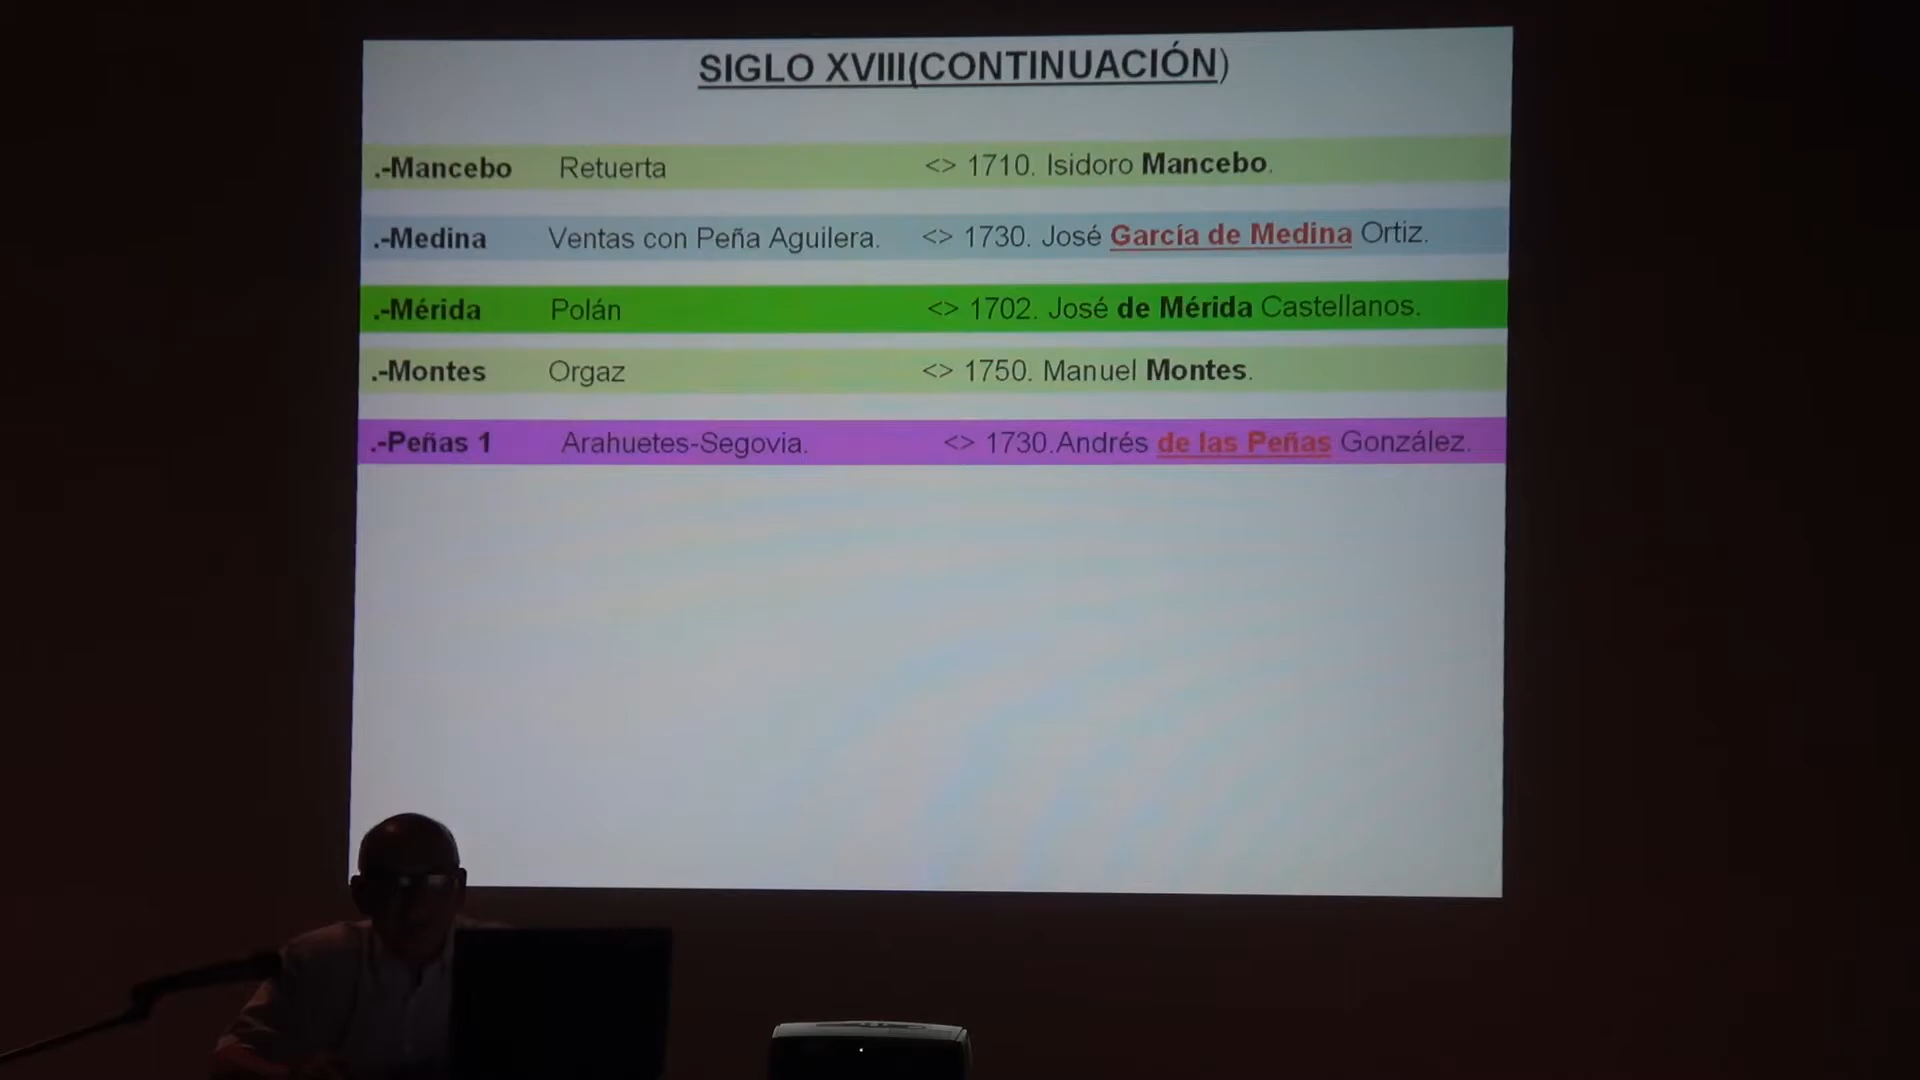 SIGLO XVIII(CONTINUACIÓN)
.-Mancebo Retuerta <> 1710. Isidoro Mancebo.
.-Medina Ventas con Peña Aguilera. <> 1730. José García de Medina Ortiz.
.-Mérida Polán <> 1702. José de Mérida Castellanos.
.-Montes Orgaz <> 1750. Manuel Montes.
.-Peñas 1 Arahuetes-Segovia. <> 1730.Andrés de las Peñas González.